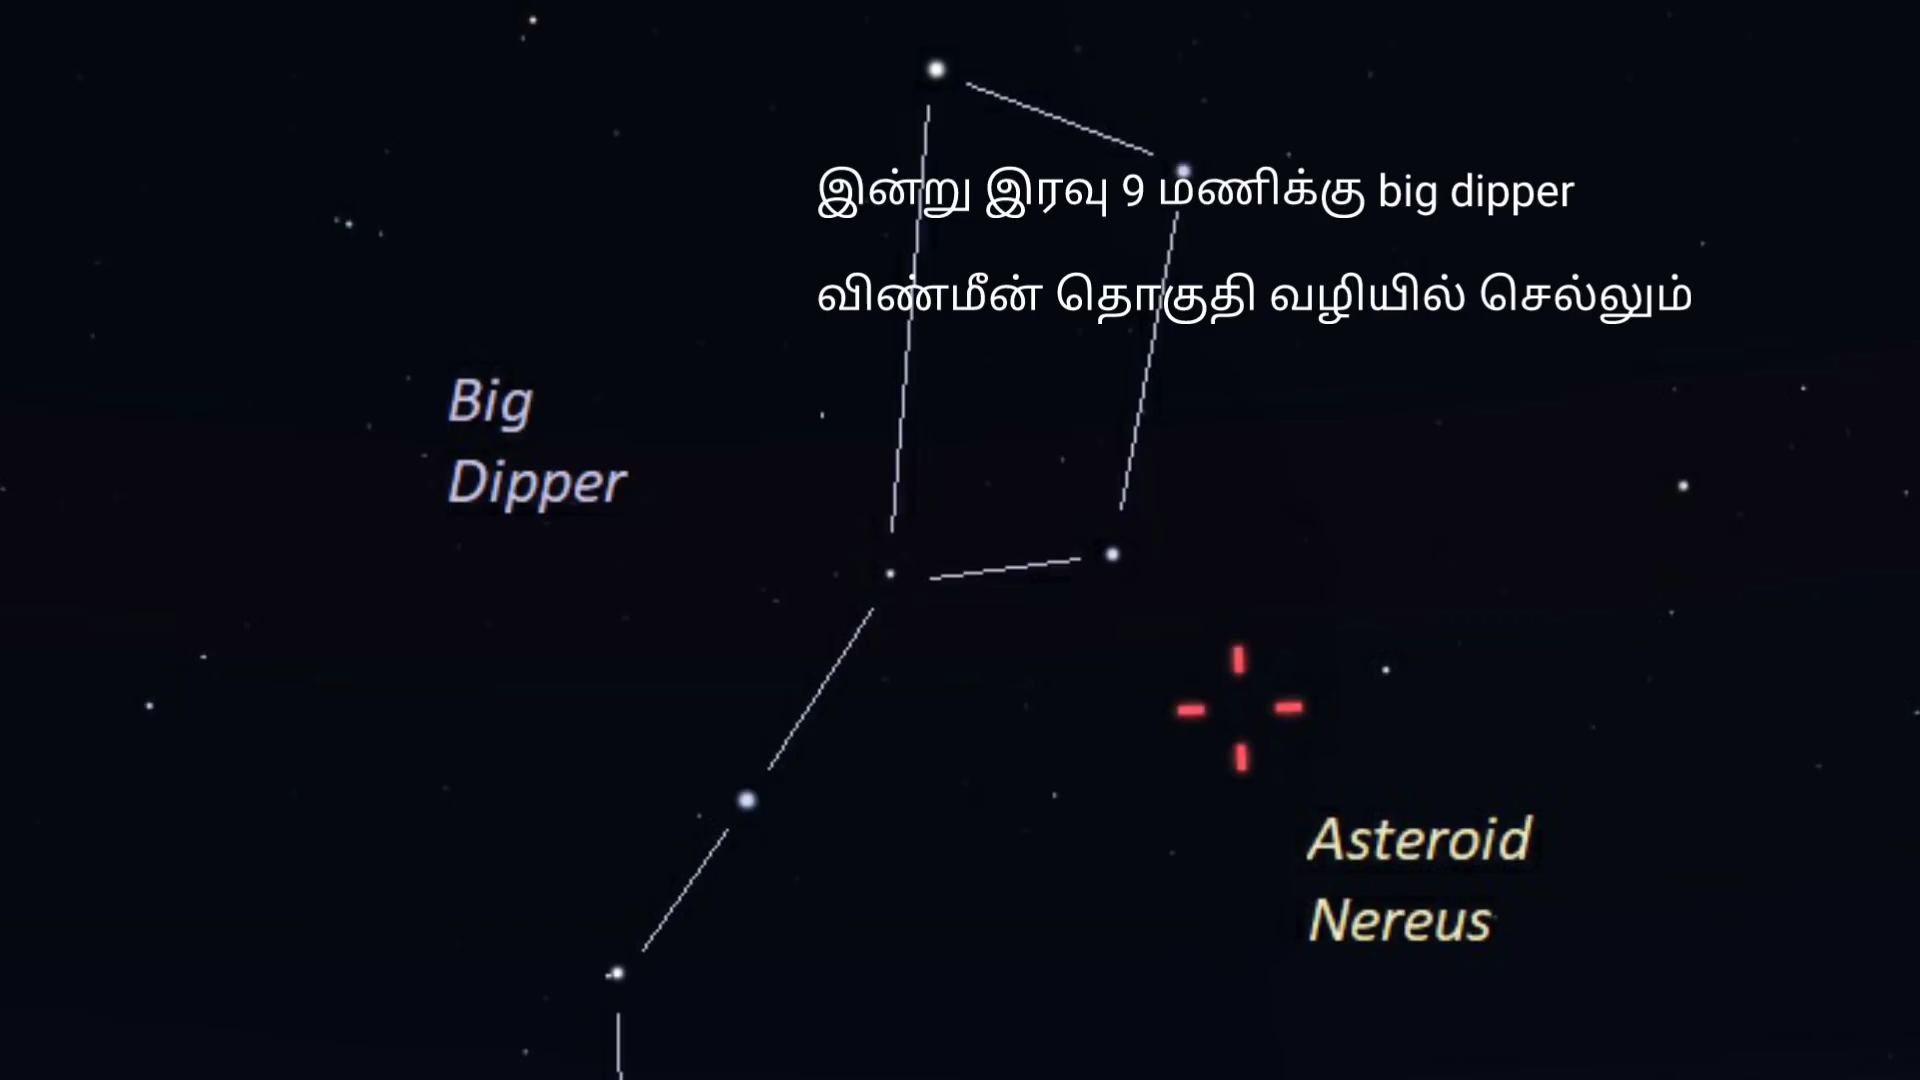 இன்று இரவு 9 மணிக்கு big dipper
விண்மீன் தொகுதி வழியில் செல்லும்
Big
Dipper
Asteroid
Nereus